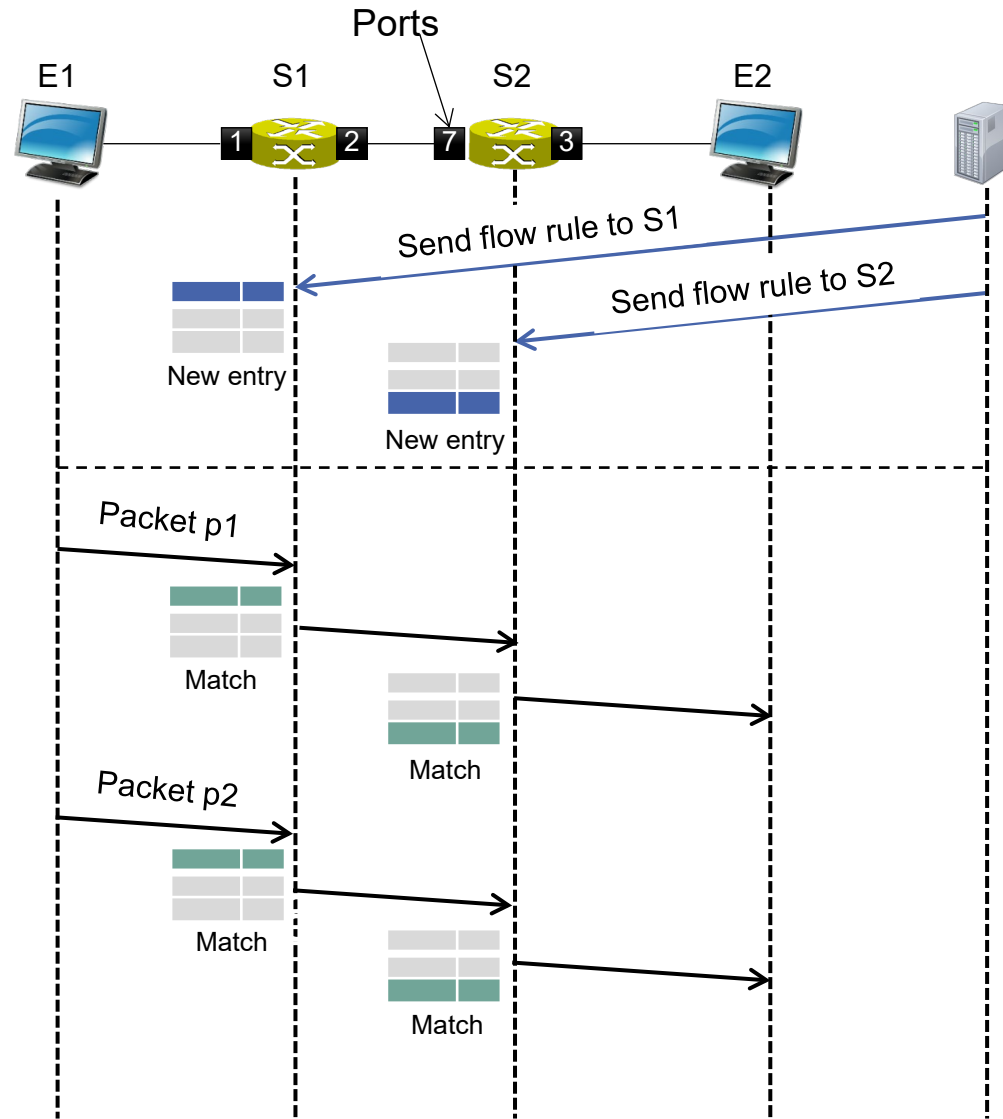 Ports
E1
S1
S2
E2
1
2
7
3
Send flow rule to S1
Send flow rule to S2
New entry
New entry
Packet p1
Match
Match
Packet p2
Match
Match